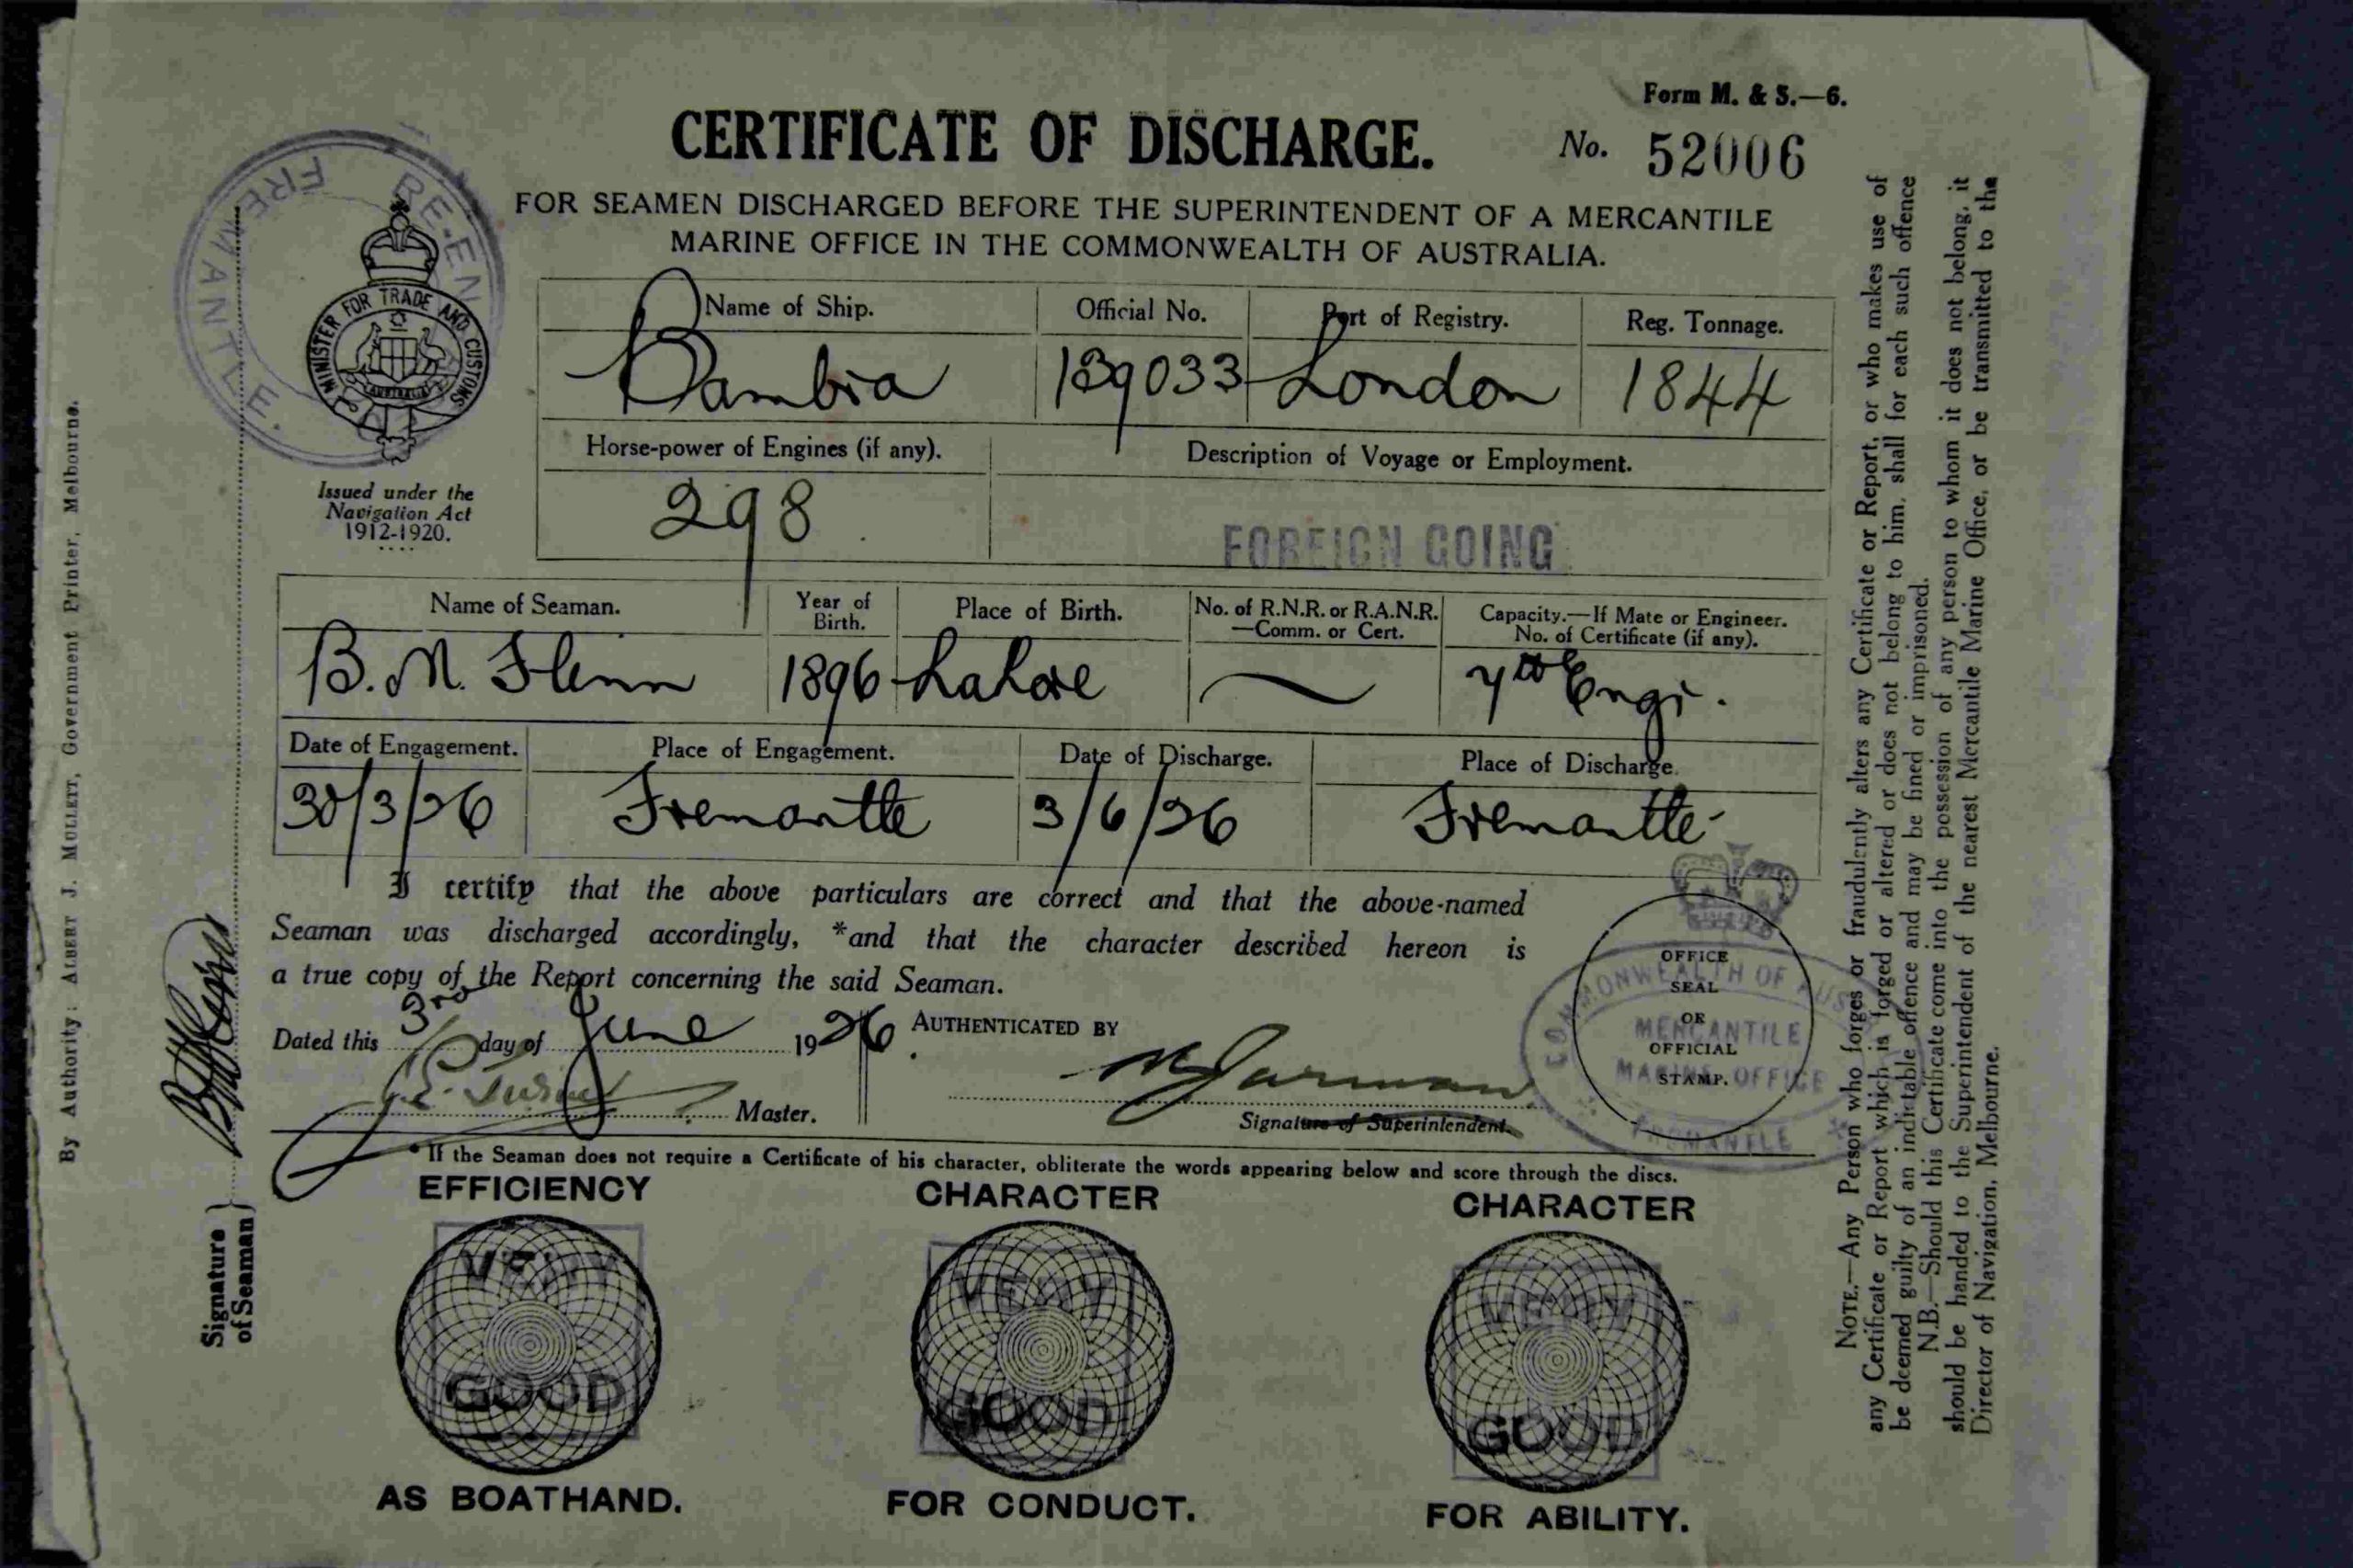 Form M. & S.—6.
CERTIFICATE OF DISCHARGE.
No. 52006
FOR SEAMEN DISCHARGED BEFORE THE SUPERINTENDENT OF A MERCANTILE
MARINE OFFICE IN THE COMMONWEALTH OF AUSTRALIA.
FREMANTLE.
MINISTER FOR TRADE AND CUSTOMS
AUSTRALIA
Issued under the
Navigation Act
1912-1920.
Name of Ship. Official No. Port of Registry. Reg. Tonnage.
Bambra 139033 London 1844
Horse-power of Engines (if any). Description of Voyage or Employment.
298 FOREIGN GOING
Name of Seaman. Year of Birth. Place of Birth. No. of R.N.R. or R.A.N.R.—Comm. or Cert. Capacity.—If Mate or Engineer. No. of Certificate (if any).
B. M. 1896 Lahore Engr.
Date of Engagement. Place of Engagement. Date of Discharge. Place of Discharge.
30/3/26 Fremantle 3/6/26 Fremantle
I certify that the above particulars are correct and that the above-named
Seaman was discharged accordingly, *and that the character described hereon is
a true copy of the Report concerning the said Seaman.
Dated this 3rd day of June 1926 AUTHENTICATED BY
Master.
Signature of Superintendent.
OFFICE
SEAL
OR
OFFICIAL
STAMP.
COMMONWEALTH OF AUS
MERCANTILE
MARINE OFFICE
FREMANTLE
* If the Seaman does not require a Certificate of his character, obliterate the words appearing below and score through the discs.
EFFICIENCY CHARACTER CHARACTER
VERY VERY VERY
GOOD GOOD GOOD
AS BOATHAND. FOR CONDUCT. FOR ABILITY.
Signature
of Seaman
By Authority: ALBERT J. MULLETT, Government Printer, Melbourne.
NOTE.—Any Person who forges or fraudulently alters any Certificate or Report, or who makes use of
any Certificate or Report which is forged or altered or does not belong to him, shall for each such offence
be deemed guilty of an indictable offence and may be fined or imprisoned.
N.B.—Should this Certificate come into the possession of any person to whom it does not belong, it
should be handed to the Superintendent of the nearest Mercantile Marine Office, or be transmitted to the
Director of Navigation, Melbourne.